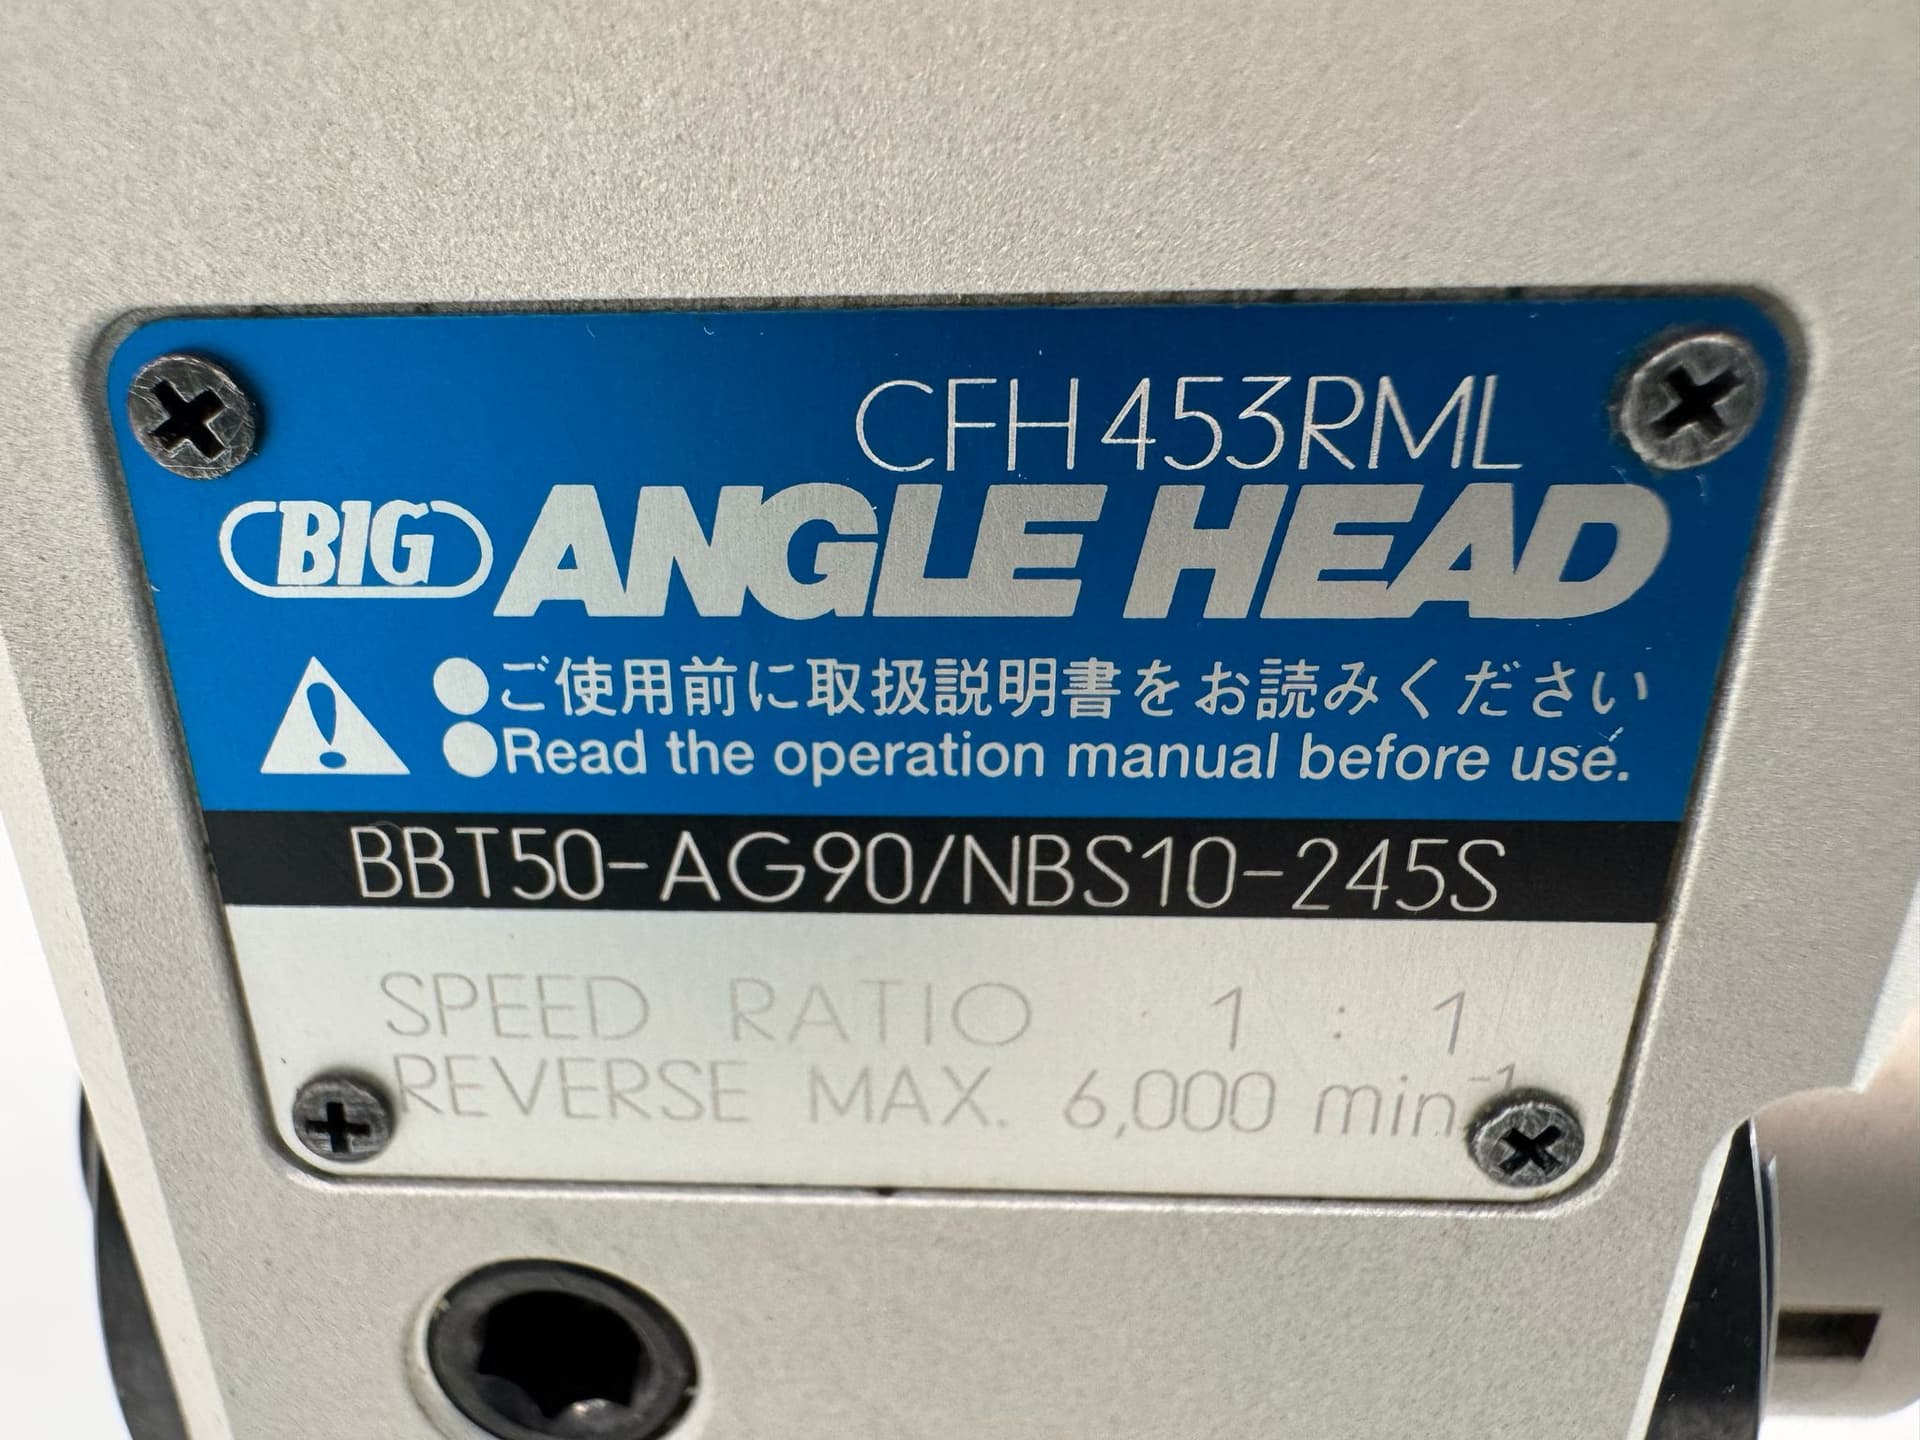 CFH453RML
BIG ANGLE HEAD
●ご使用前に取扱説明書をお読みください
●Read the operation manual before use.
BBT50-AG90/NBS10-245S
SPEED RATIO 1 : 1
REVERSE MAX. 6,000 min⁻¹